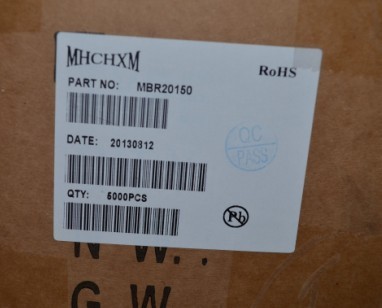 MHCHXM
RoHS
PART NO: MBR20150
DATE: 20130812
QC
PASS
QTY: 5000PCS
Pb
N W. .
G W